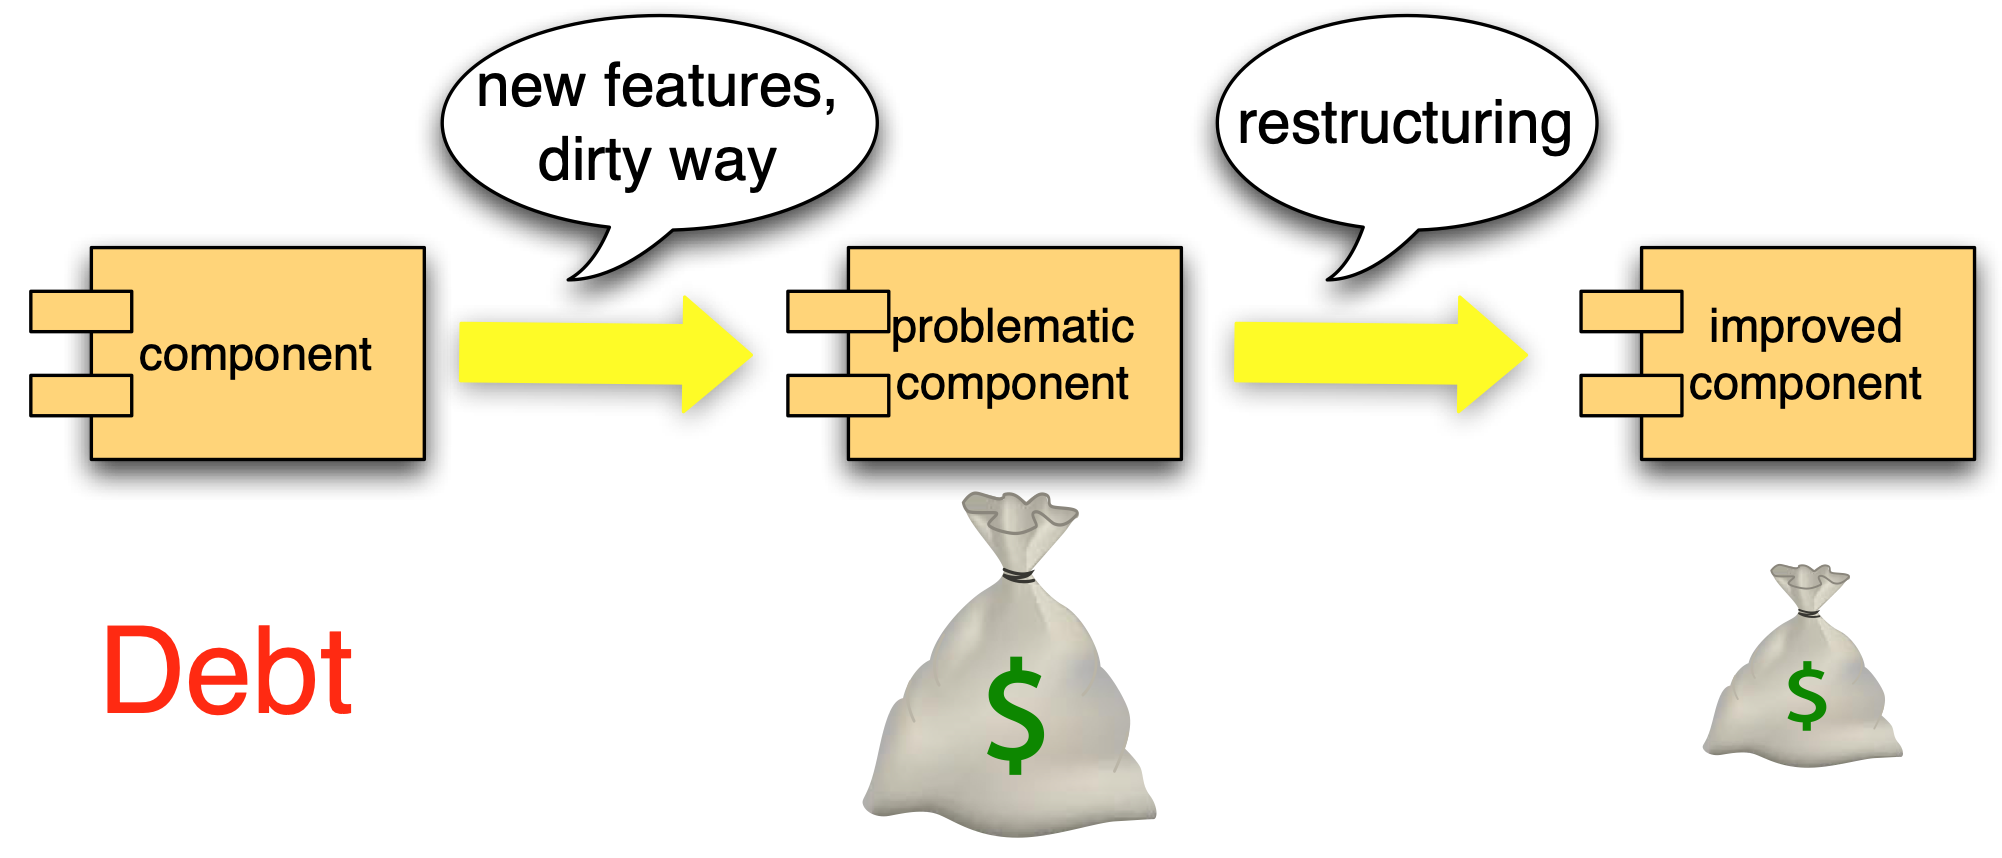 new features,
dirty way
restructuring
component
problematic
component
improved
component
Debt
$
$